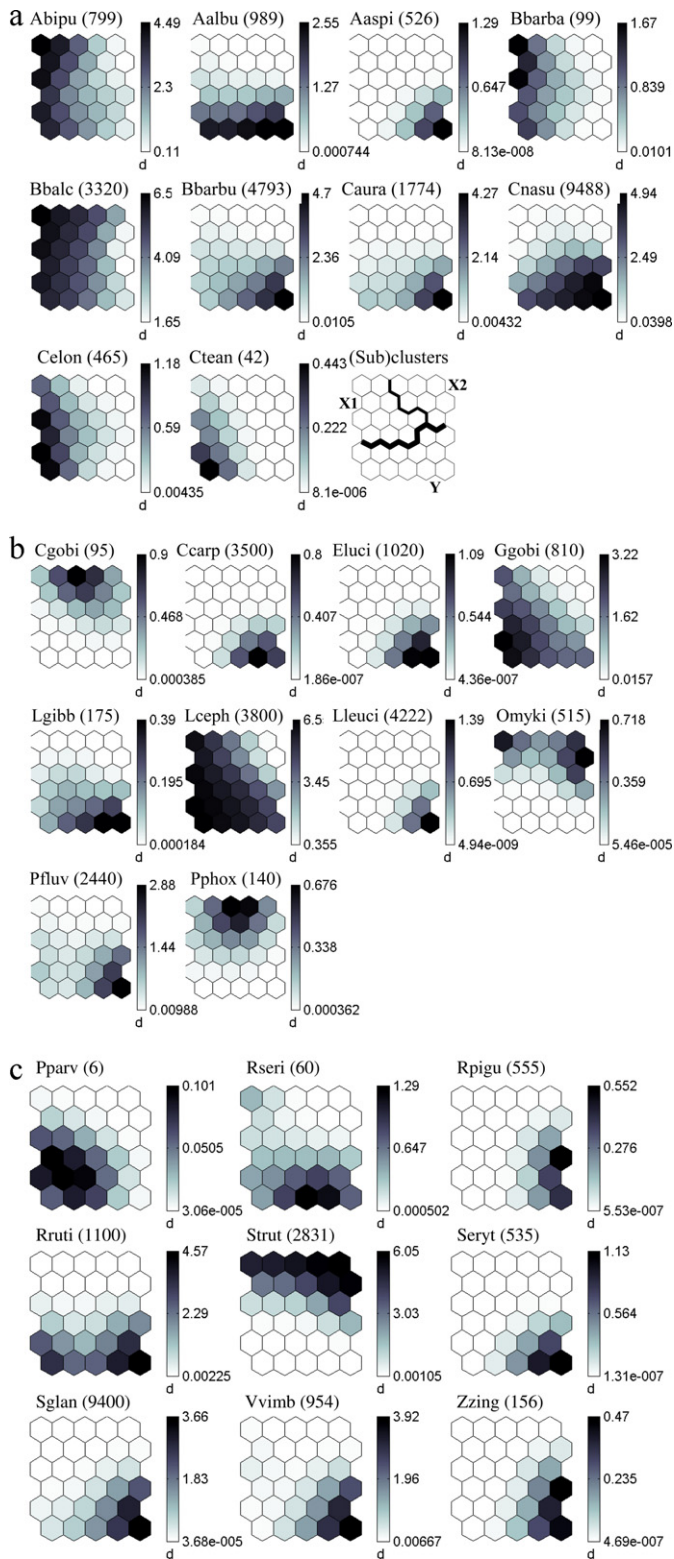 a
Abipu (799) Aalbu (989) Aaspi (526) Bbarba (99)
4.49 2.55 1.29 1.67
2.3 1.27 0.647 0.839
0.11 0.000744 8.13e-008 0.0101
d d d d
Bbalc (3320) Bbarbu (4793) Caura (1774) Cnasu (9488)
6.5 4.7 4.27 4.94
4.09 2.36 2.14 2.49
1.65 0.0105 0.00432 0.0398
d d d d
Celon (465) Ctean (42) (Sub)clusters
1.18 0.443 X2
X1
0.59 0.222
0.00435 8.1e-006 Y
d d
b
Cgobi (95) Ccarp (3500) Eluci (1020) Ggobi (810)
0.9 0.8 1.09 3.22
0.468 0.407 0.544 1.62
0.000385 1.86e-007 4.36e-007 0.0157
d d d d
Lgibb (175) Lceph (3800) Lleuci (4222) Omyki (515)
0.39 6.5 1.39 0.718
0.195 3.45 0.695 0.359
0.000184 0.355 4.94e-009 5.46e-005
d d d d
Pfluv (2440) Pphox (140)
2.88 0.676
1.44 0.338
0.00988 0.000362
d d
c
Pparv (6) Rseri (60) Rpigu (555)
0.101 1.29 0.552
0.0505 0.647 0.276
3.06e-005 0.000502 5.53e-007
d d d
Rruti (1100) Strut (2831) Seryt (535)
4.57 6.05 1.13
2.29 3.03 0.564
0.00225 0.00105 1.31e-007
d d d
Sglan (9400) Vvimb (954) Zzing (156)
3.66 3.92 0.47
1.83 1.96 0.235
3.68e-005 0.00667 4.69e-007
d d d